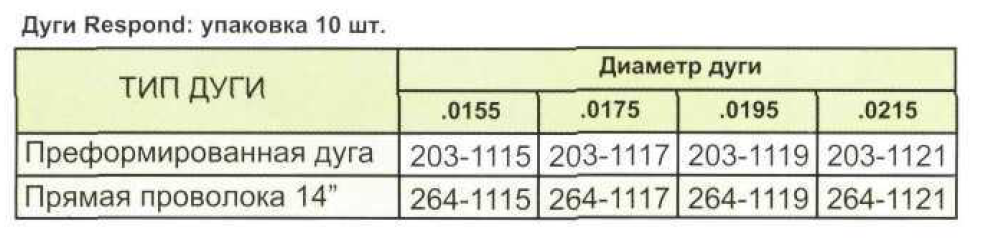 Дуги Respond: упаковка 10 шт.
ТИП ДУГИ
Диаметр дуги
.0155 .0175 .0195 .0215
Преформированная дуга 203-1115 203-1117 203-1119 203-1121
Прямая проволока 14” 264-1115 264-1117 264-1119 264-1121